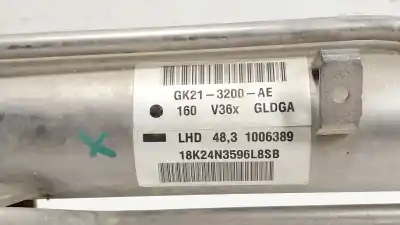 GK21-3200-AE
160 V36x GLDGA
LHD 48,3 1006389
18K24N3596L8SB